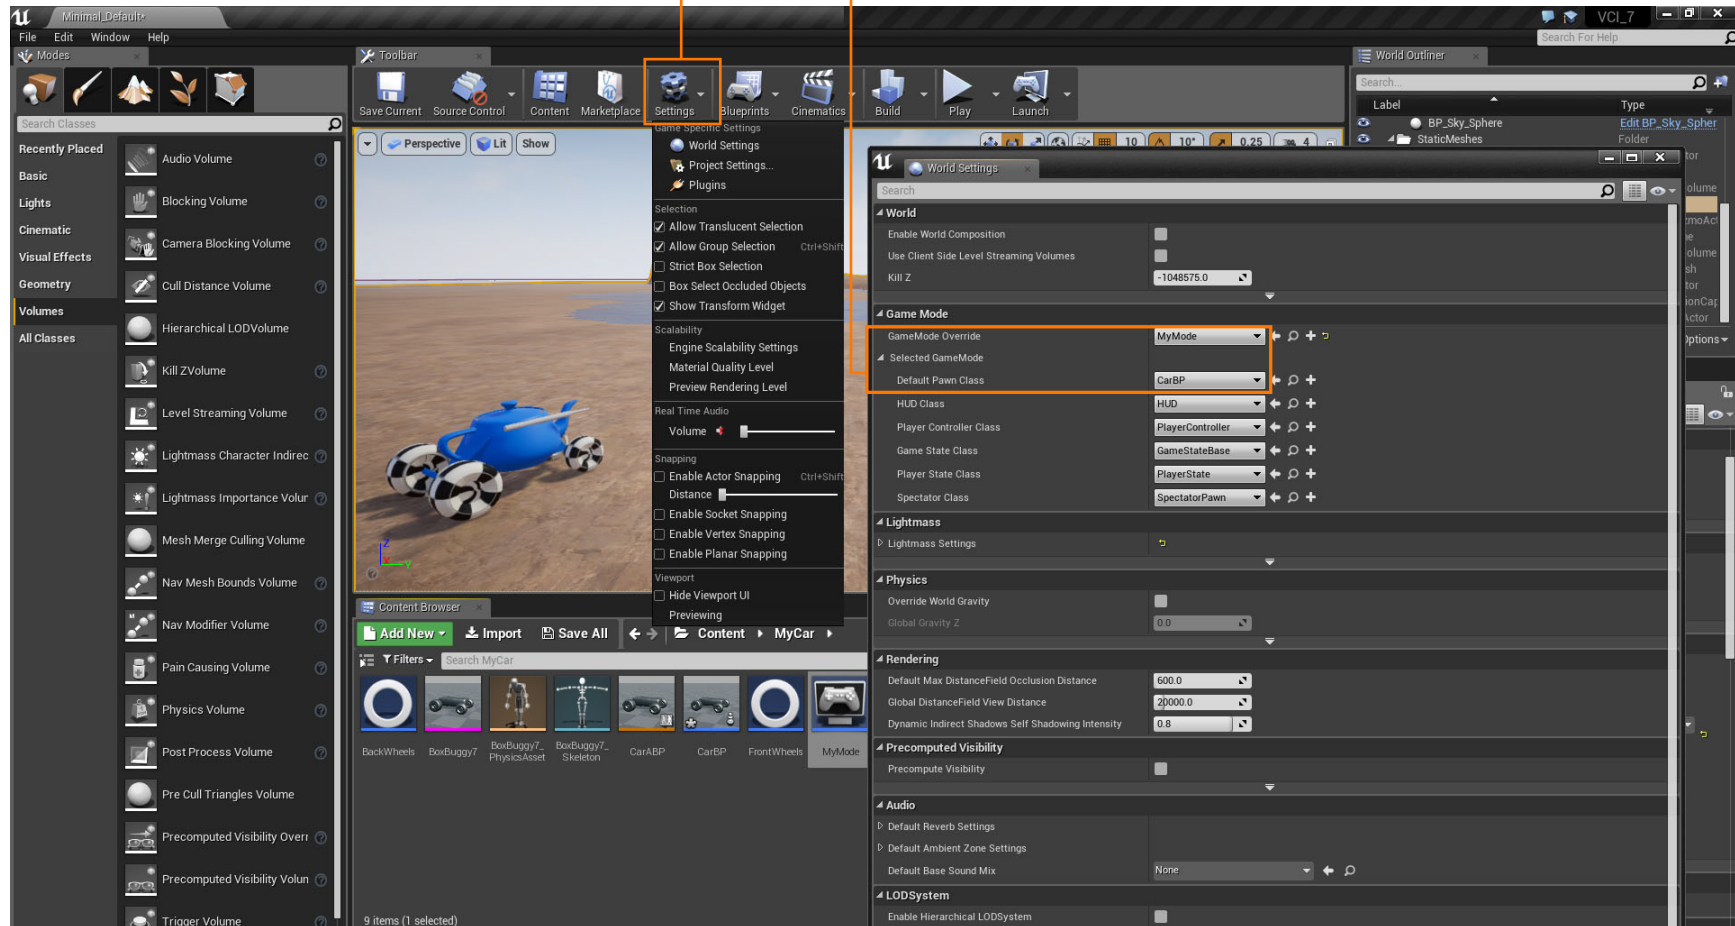 Minimal_Default•
VCI_7
File Edit Window Help
Search For Help
Modes
Toolbar
World Outliner
Save Current Source Control Content Marketplace Settings Blueprints Cinematics Build Play Launch
Search...
Label Type
BP_Sky_Sphere Edit BP_Sky_Spher
StaticMeshes Folder
Search Classes
Recently Placed
Basic
Lights
Cinematic
Visual Effects
Geometry
Volumes
All Classes
Audio Volume
Blocking Volume
Camera Blocking Volume
Cull Distance Volume
Hierarchical LODVolume
Kill ZVolume
Level Streaming Volume
Lightmass Character Indirec
Lightmass Importance Volur
Mesh Merge Culling Volume
Nav Mesh Bounds Volume
Nav Modifier Volume
Pain Causing Volume
Physics Volume
Post Process Volume
Pre Cull Triangles Volume
Precomputed Visibility Overr
Precomputed Visibility Volun
Trigger Volume
Perspective Lit Show
10 10° 0.25 4
Game Specific Settings
World Settings
Project Settings...
Plugins
Selection
Allow Translucent Selection
Allow Group Selection Ctrl+Shift
Strict Box Selection
Box Select Occluded Objects
Show Transform Widget
Scalability
Engine Scalability Settings
Material Quality Level
Preview Rendering Level
Real Time Audio
Volume
Snapping
Enable Actor Snapping Ctrl+Shift
Distance
Enable Socket Snapping
Enable Vertex Snapping
Enable Planar Snapping
Viewport
Hide Viewport UI
Previewing
Z
Y
Content Browser
Add New Import Save All Content MyCar
Filters Search MyCar
BackWheels
BoxBuggy7
BoxBuggy7_
PhysicsAsset
BoxBuggy7_
Skeleton
CarABP
CarBP
FrontWheels
MyMode
9 items (1 selected)
World Settings
Search
World
Enable World Composition
Use Client Side Level Streaming Volumes
Kill Z -1048575.0
Game Mode
GameMode Override MyMode
Selected GameMode
Default Pawn Class CarBP
HUD Class HUD
Player Controller Class PlayerController
Game State Class GameStateBase
Player State Class PlayerState
Spectator Class SpectatorPawn
Lightmass
Lightmass Settings
Physics
Override World Gravity
Global Gravity Z 0.0
Rendering
Default Max DistanceField Occlusion Distance 600.0
Global DistanceField View Distance 20000.0
Dynamic Indirect Shadows Self Shadowing Intensity 0.8
Precomputed Visibility
Precompute Visibility
Audio
Default Reverb Settings
Default Ambient Zone Settings
Default Base Sound Mix None
LODSystem
Enable Hierarchical LODSystem
tor
olume
zmoAct
olume
sh
tor
ionCap
Actor